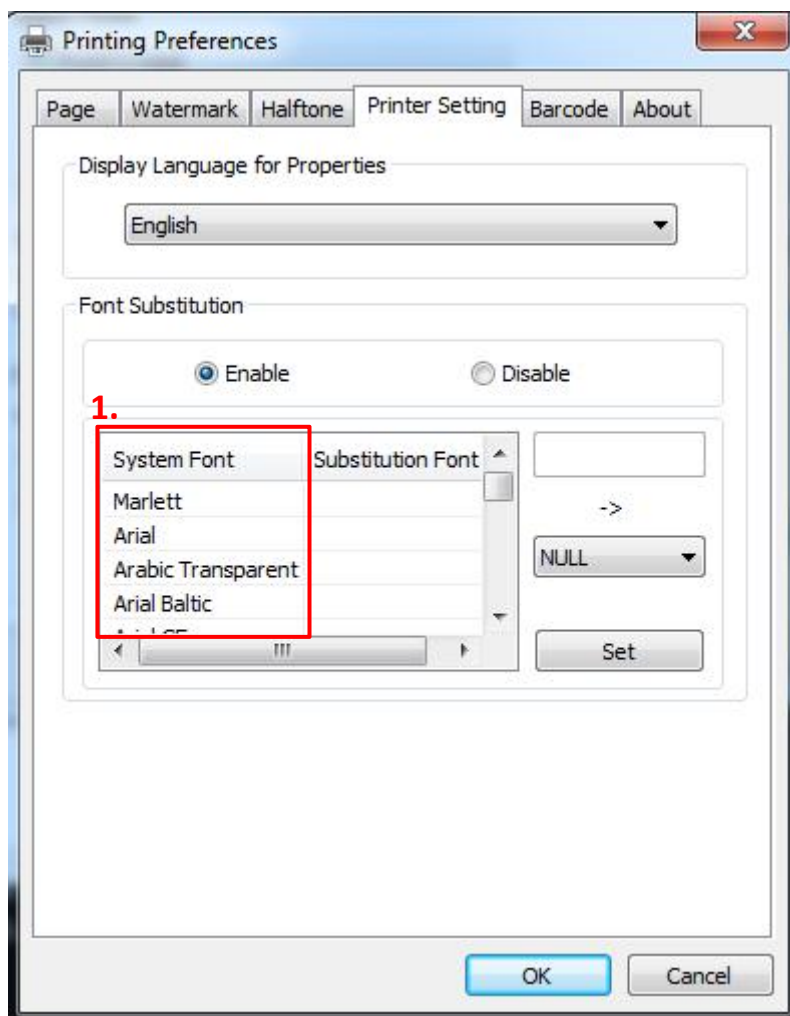 Printing Preferences
Page Watermark Halftone Printer Setting Barcode About
Display Language for Properties
English
Font Substitution
Enable Disable
1.
System Font Substitution Font
Marlett
->
Arial
NULL
Arabic Transparent
Arial Baltic
Set
OK Cancel